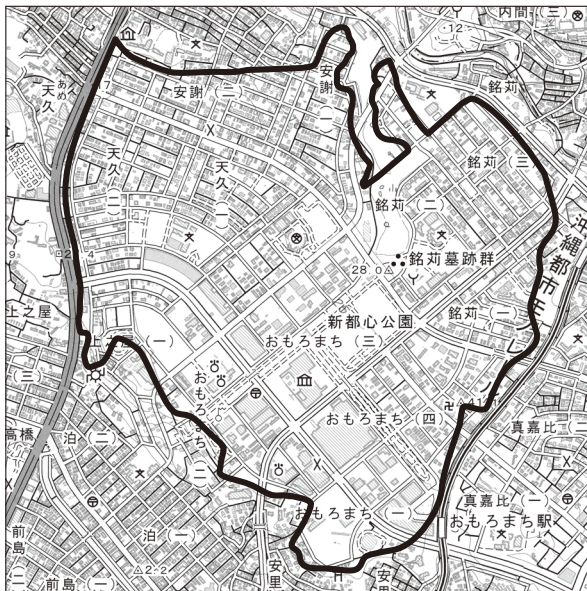 内間(三)
12
安謝(二)
安謝(一)
あめ
天久
天久(二)
天久(一)
銘苅
銘苅(三)
銘苅(二)
沖縄都市モノレール
銘苅墓跡群
28.0
上之屋
上之屋(一)
新都心公園
銘苅(一)
おもろまち(三)
おもろまち(二)
おもろまち(四)
真嘉比(二)
(三)
高橋
泊(二)
真嘉比(一)
おもろまち駅
おもろまち(一)
前島
泊(一)
2.2
安里
安里
前島(一)
(二)